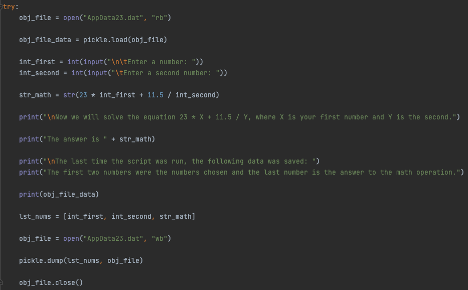 try:
obj_file = open("AppData23.dat", "rb")
obj_file_data = pickle.load(obj_file)
int_first = int(input("\n\tEnter a number: "))
int_second = int(input("\tEnter a second number: "))
str_math = str(23 * int_first + 11.5 / int_second)
print("\nNow we will solve the equation 23 * X + 11.5 / Y, where X is your first number and Y is the second.")
print("The answer is " + str_math)
print("\nThe last time the script was run, the following data was saved: ")
print("The first two numbers were the numbers chosen and the last number is the answer to the math operation.")
print(obj_file_data)
lst_nums = [int_first, int_second, str_math]
obj_file = open("AppData23.dat", "wb")
pickle.dump(lst_nums, obj_file)
obj_file.close()